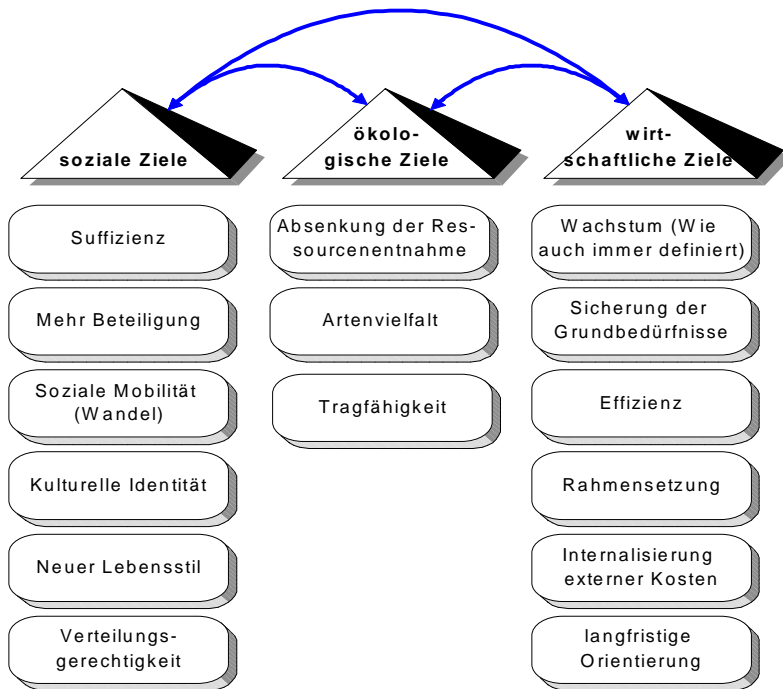 soziale Ziele
ökolo-
gische Ziele
wirt-
schaftliche Ziele
Suffizienz
Mehr Beteiligung
Soziale Mobilität
(Wandel)
Kulturelle Identität
Neuer Lebensstil
Verteilungs-
gerechtigkeit
Absenkung der Res-
sourcenentnahme
Artenvielfalt
Tragfähigkeit
Wachstum (Wie
auch immer definiert)
Sicherung der
Grundbedürfnisse
Effizienz
Rahmensetzung
Internalisierung
externer Kosten
langfristige
Orientierung